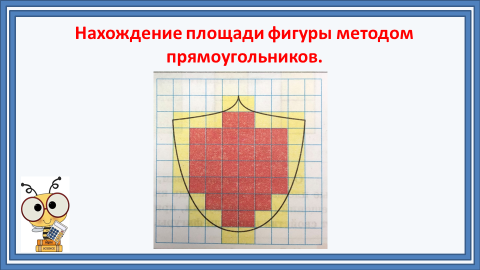 Нахождение площади фигуры методом
прямоугольников.